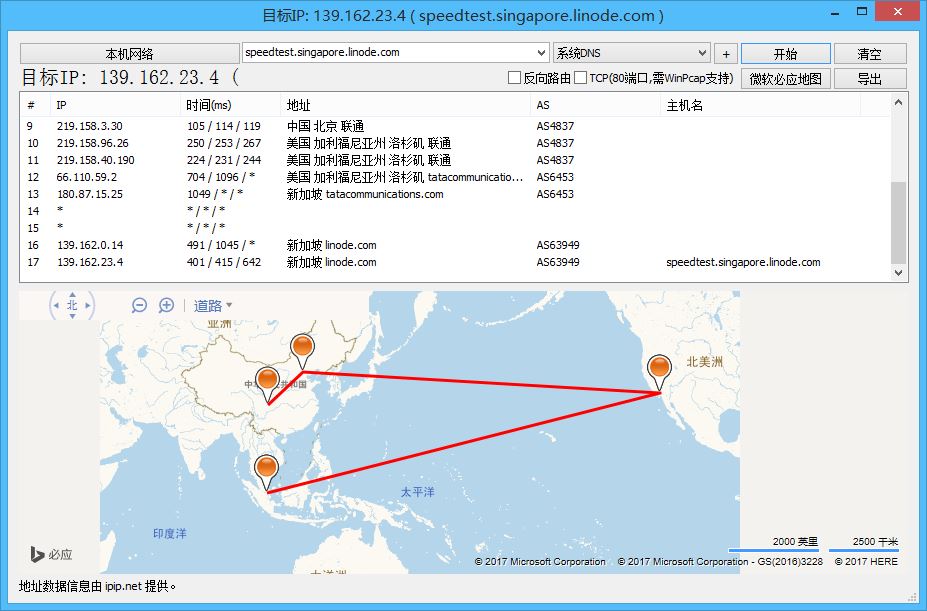 目标IP: 139.162.23.4 ( speedtest.singapore.linode.com )
本机网络 speedtest.singapore.linode.com 系统DNS + 开始 清空
目标IP: 139.162.23.4 ( 反向路由 TCP(80端口,需WinPcap支持) 微软必应地图 导出
# IP 时间(ms) 地址 AS 主机名
9 219.158.3.30 105 / 114 / 119 中国 北京 联通 AS4837
10 219.158.96.26 250 / 253 / 267 美国 加利福尼亚州 洛杉矶 联通 AS4837
11 219.158.40.190 224 / 231 / 244 美国 加利福尼亚州 洛杉矶 联通 AS4837
12 66.110.59.2 704 / 1096 / * 美国 加利福尼亚州 洛杉矶 tatacommunicatio... AS6453
13 180.87.15.25 1049 / * / * 新加坡 tatacommunications.com AS6453
14 * * / * / *
15 * * / * / *
16 139.162.0.14 491 / 1045 / * 新加坡 linode.com AS63949
17 139.162.23.4 401 / 415 / 642 新加坡 linode.com AS63949 speedtest.singapore.linode.com
北 道路
亚洲
北美洲
太平洋
印度洋
2000 英里 2500 千米
必应 © 2017 Microsoft Corporation © 2017 Microsoft Corporation - GS(2016)3228 © 2017 HERE
地址数据信息由 ipip.net 提供。